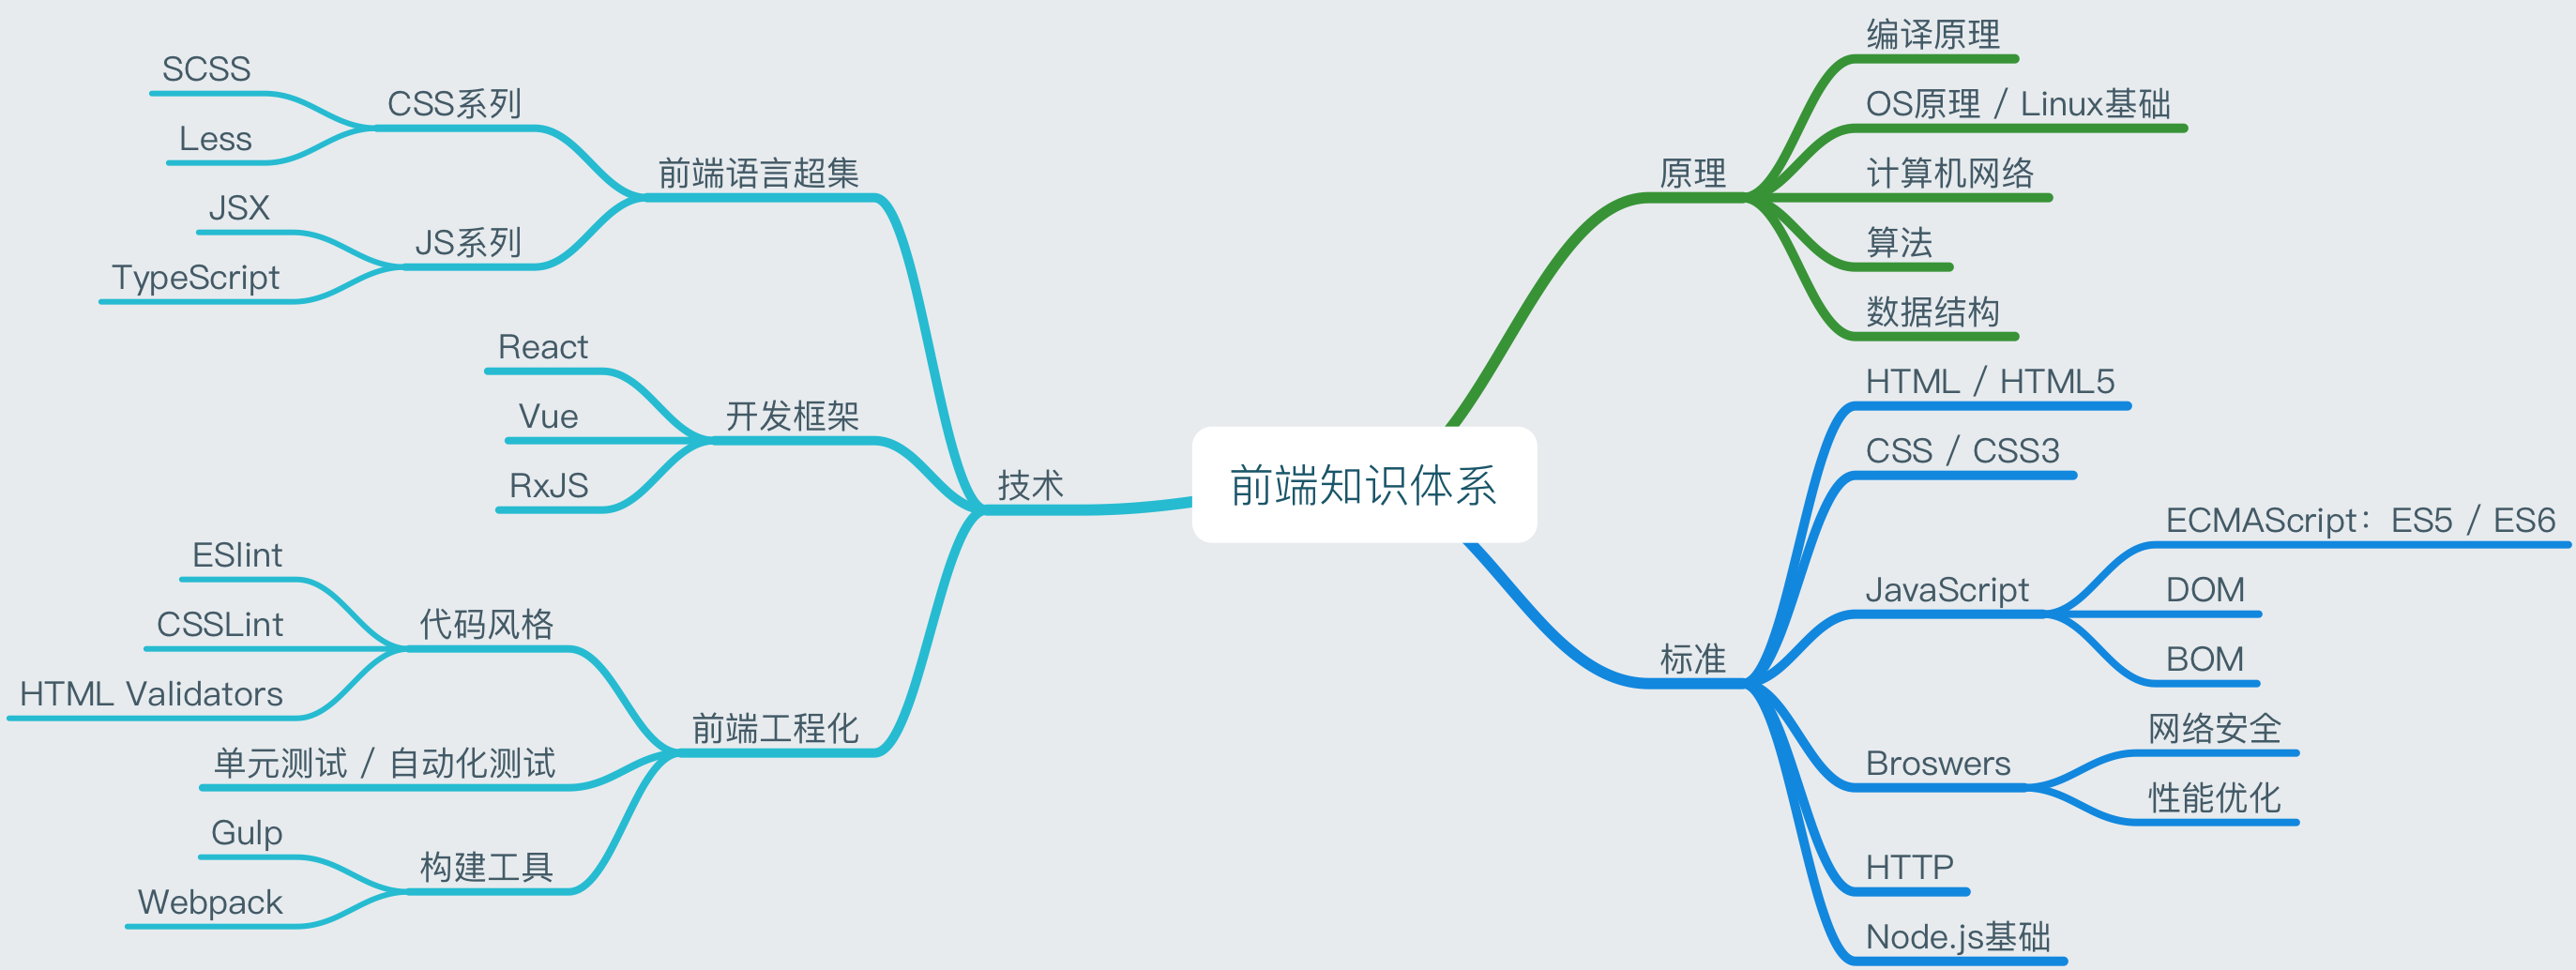 前端知识体系
原理
编译原理
OS原理 / Linux基础
计算机网络
算法
数据结构
标准
HTML / HTML5
CSS / CSS3
JavaScript
ECMAScript：ES5 / ES6
DOM
BOM
Broswers
网络安全
性能优化
HTTP
Node.js基础
技术
前端语言超集
CSS系列
SCSS
Less
JS系列
JSX
TypeScript
开发框架
React
Vue
RxJS
前端工程化
代码风格
ESlint
CSSLint
HTML Validators
单元测试 / 自动化测试
构建工具
Gulp
Webpack